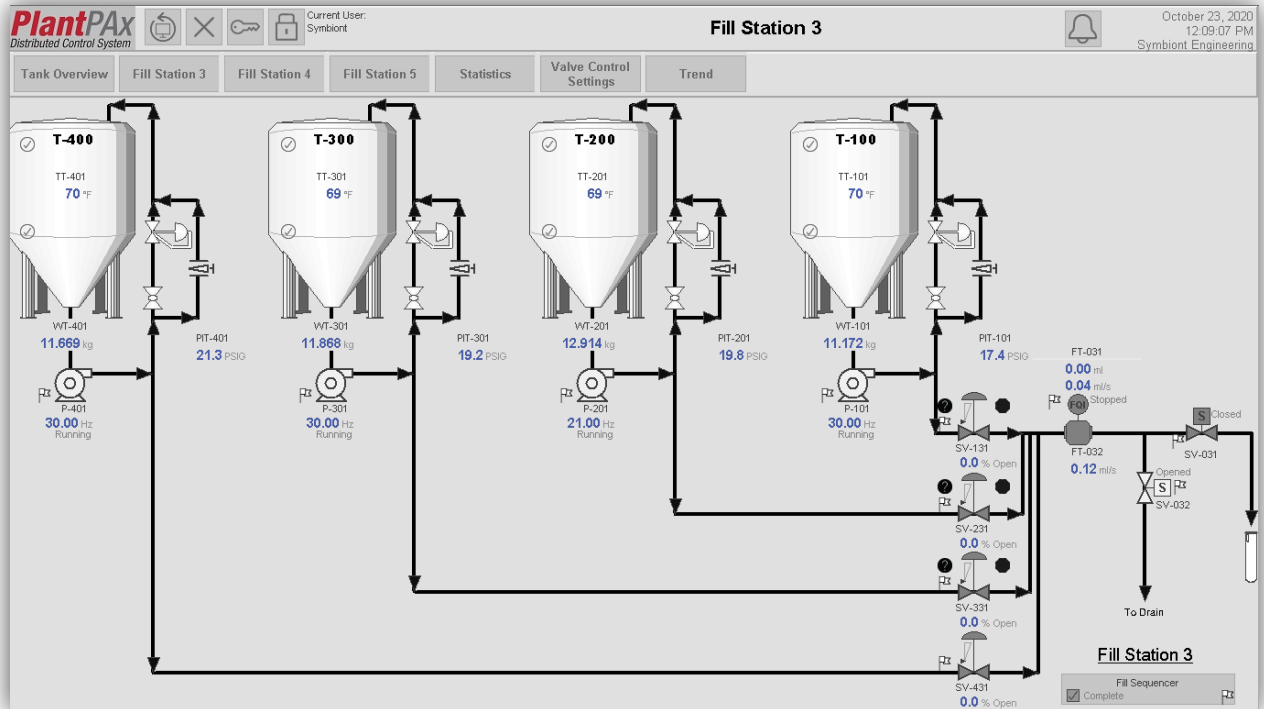 PlantPAx
Distributed Control System
Current User:
Symbiont
Fill Station 3
October 23, 2020
12:09:07 PM
Symbiont Engineering
Tank Overview
Fill Station 3
Fill Station 4
Fill Station 5
Statistics
Valve Control
Settings
Trend
T-400
TT-401
70 °F
WT-401
11.669 kg
PIT-401
21.3 PSIG
P-401
30.00 Hz
Running
T-300
TT-301
69 °F
WT-301
11.868 kg
PIT-301
19.2 PSIG
P-301
30.00 Hz
Running
T-200
TT-201
69 °F
WT-201
12.914 kg
PIT-201
19.8 PSIG
P-201
21.00 Hz
Running
T-100
TT-101
70 °F
WT-101
11.172 kg
PIT-101
17.4 PSIG
P-101
30.00 Hz
Running
FT-031
0.00 ml
0.04 ml/s
Stopped
FQI
FT-032
0.12 ml/s
S Closed
SV-031
Opened
S
SV-032
?
SV-131
0.0 % Open
?
SV-231
0.0 % Open
?
SV-331
0.0 % Open
SV-431
0.0 % Open
To Drain
Fill Station 3
Fill Sequencer
Complete